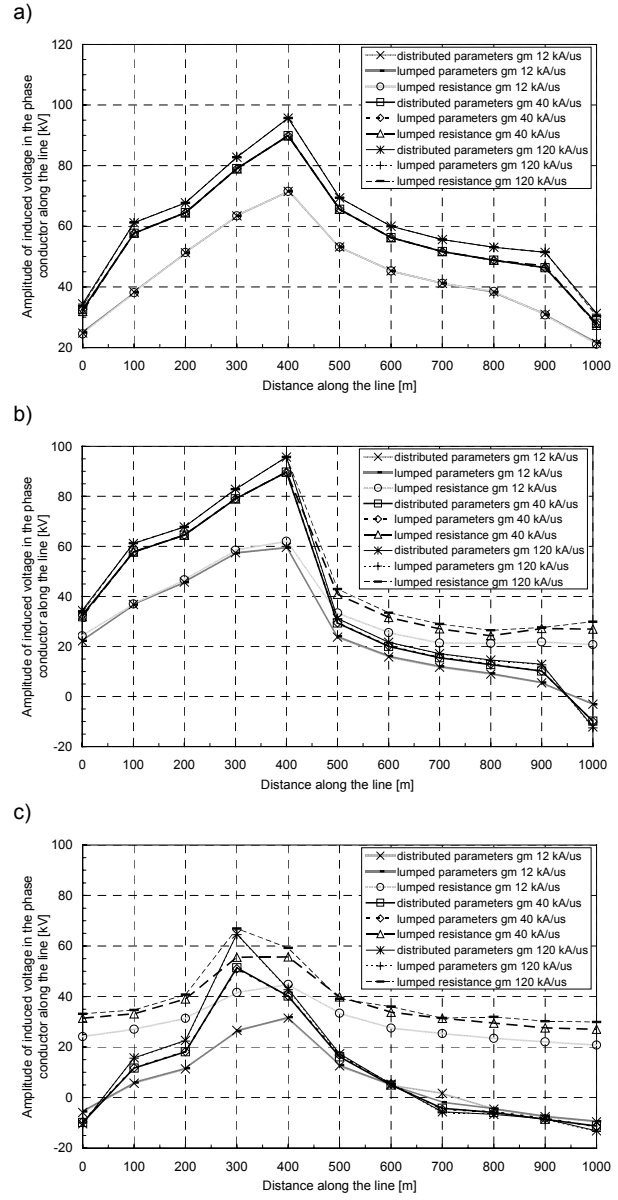 a)
120
100
80
60
40
20
Amplitude of induced voltage in the phase
conductor along the line [kV]
distributed parameters gm 12 kA/us
lumped parameters gm 12 kA/us
lumped resistance gm 12 kA/us
distributed parameters gm 40 kA/us
lumped parameters gm 40 kA/us
lumped resistance gm 40 kA/us
distributed parameters gm 120 kA/us
lumped parameters gm 120 kA/us
lumped resistance gm 120 kA/us
0 100 200 300 400 500 600 700 800 900 1000
Distance along the line [m]
b)
100
80
60
40
20
0
-20
Amplitude of induced voltage in the phase
conductor along the line [kV]
distributed parameters gm 12 kA/us
lumped parameters gm 12 kA/us
lumped resistance gm 12 kA/us
distributed parameters gm 40 kA/us
lumped parameters gm 40 kA/us
lumped resistance gm 40 kA/us
distributed parameters gm 120 kA/us
lumped parameters gm 120 kA/us
lumped resistance gm 120 kA/us
0 100 200 300 400 500 600 700 800 900 1000
Distance along the line [m]
c)
100
80
60
40
20
0
-20
Amplitude of induced voltage in the phase
conductor along the line [kV]
distributed parameters gm 12 kA/us
lumped parameters gm 12 kA/us
lumped resistance gm 12 kA/us
distributed parameters gm 40 kA/us
lumped parameters gm 40 kA/us
lumped resistance gm 40 kA/us
distributed parameters gm 120 kA/us
lumped parameters gm 120 kA/us
lumped resistance gm 120 kA/us
0 100 200 300 400 500 600 700 800 900 1000
Distance along the line [m]